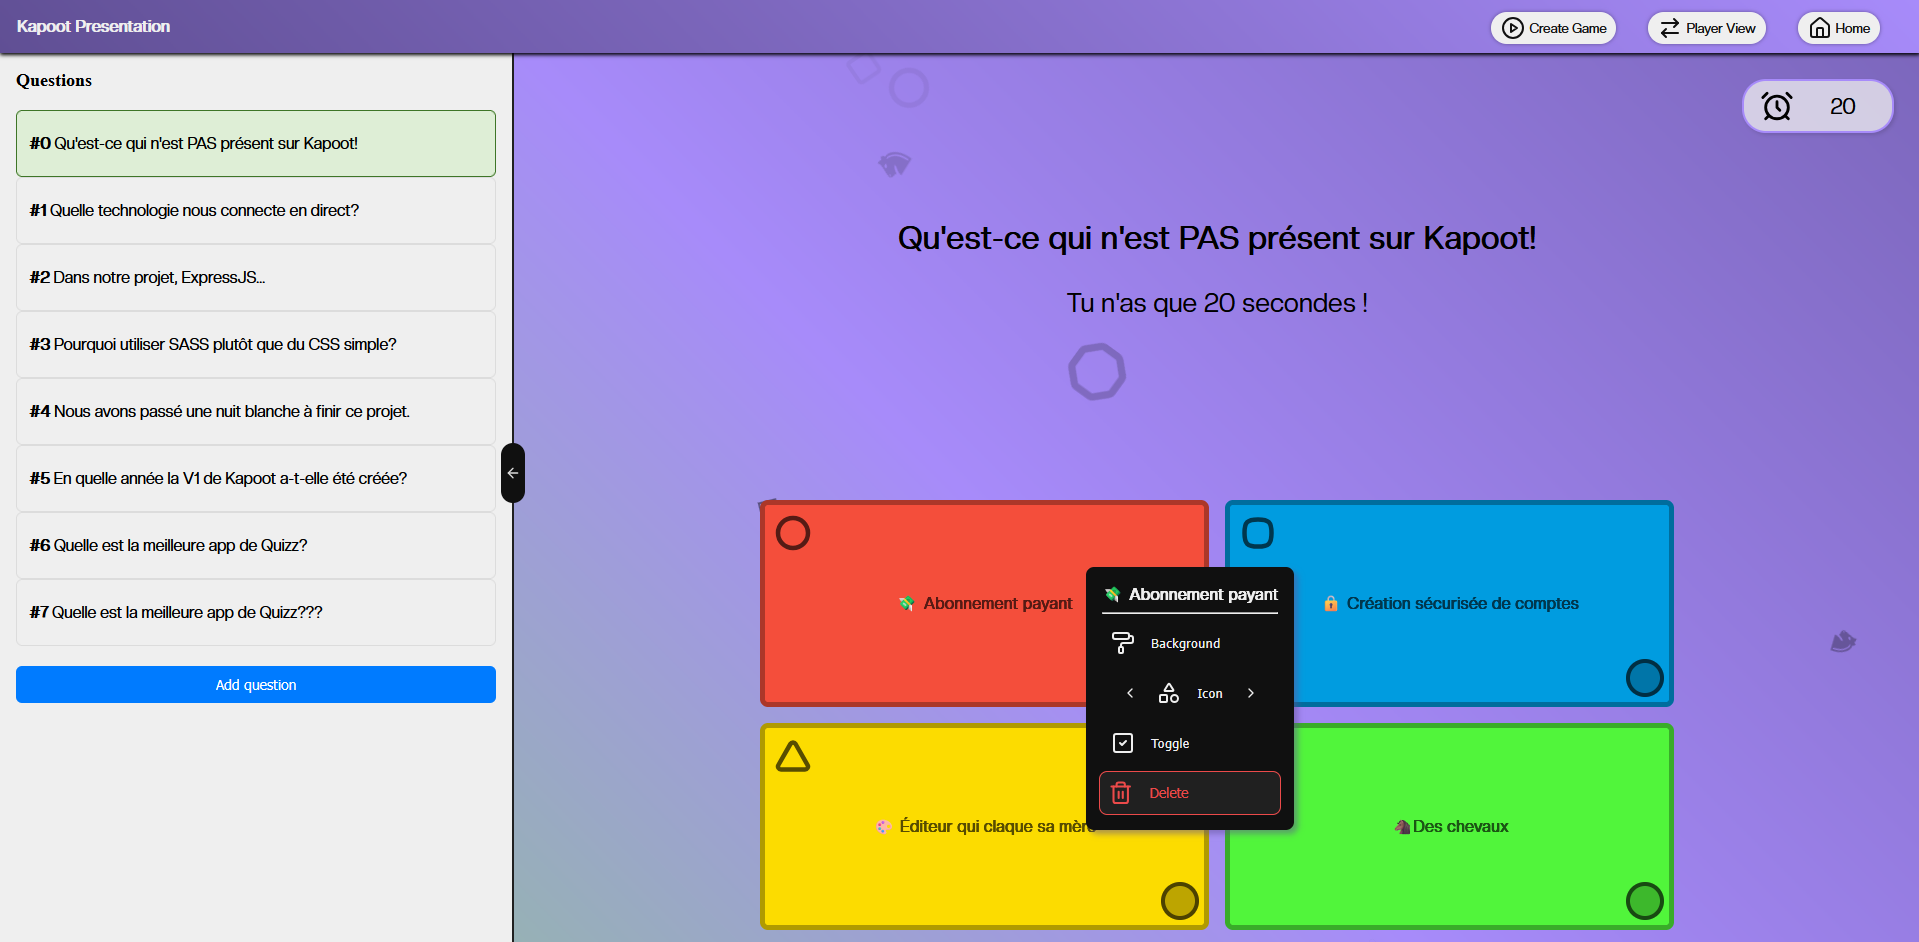 Kapoot Presentation
Create Game
Player View
Home
Questions
#0 Qu'est-ce qui n'est PAS présent sur Kapoot!
#1 Quelle technologie nous connecte en direct?
#2 Dans notre projet, ExpressJS...
#3 Pourquoi utiliser SASS plutôt que du CSS simple?
#4 Nous avons passé une nuit blanche à finir ce projet.
#5 En quelle année la V1 de Kapoot a-t-elle été créée?
#6 Quelle est la meilleure app de Quizz?
#7 Quelle est la meilleure app de Quizz???
Add question
20
Qu'est-ce qui n'est PAS présent sur Kapoot!
Tu n'as que 20 secondes !
💸 Abonnement payant
🔒 Création sécurisée de comptes
💸 Abonnement payant
Background
Icon
Toggle
Delete
🎨 Éditeur qui claque sa mère
🐴Des chevaux